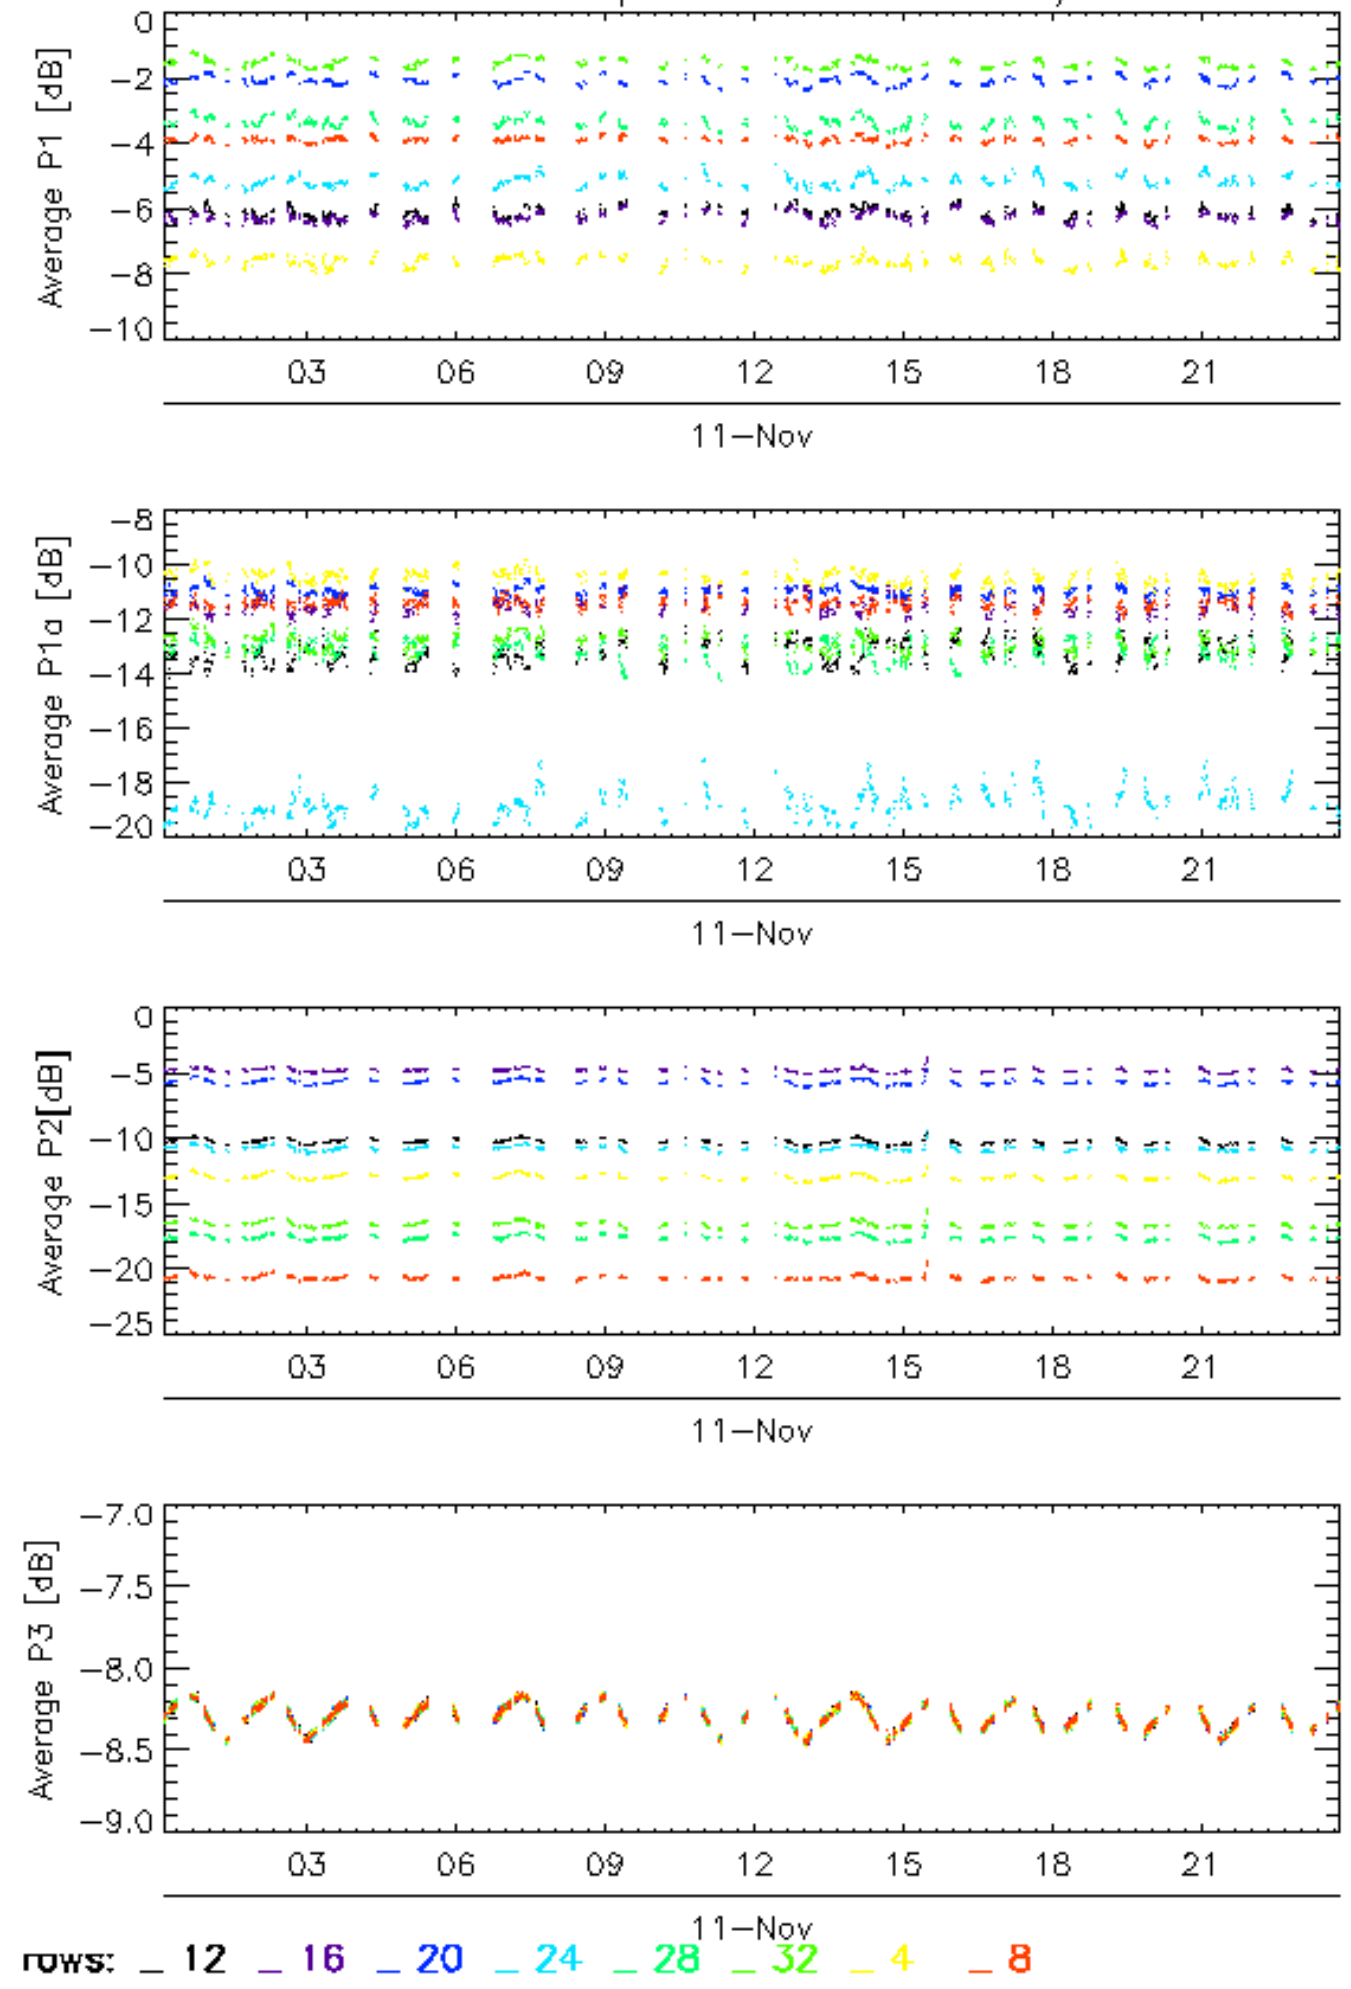 Average P1 [dB]
0
−2
−4
−6
−8
−10
03 06 09 12 15 18 21
11−Nov
Average P1a [dB]
−8
−10
−12
−14
−16
−18
−20
03 06 09 12 15 18 21
11−Nov
Average P2[dB]
0
−5
−10
−15
−20
−25
03 06 09 12 15 18 21
11−Nov
Average P3 [dB]
−7.0
−7.5
−8.0
−8.5
−9.0
03 06 09 12 15 18 21
11−Nov
rows: _ 12 _ 16 _ 20 _ 24 _ 28 _ 32 _ 4 _ 8